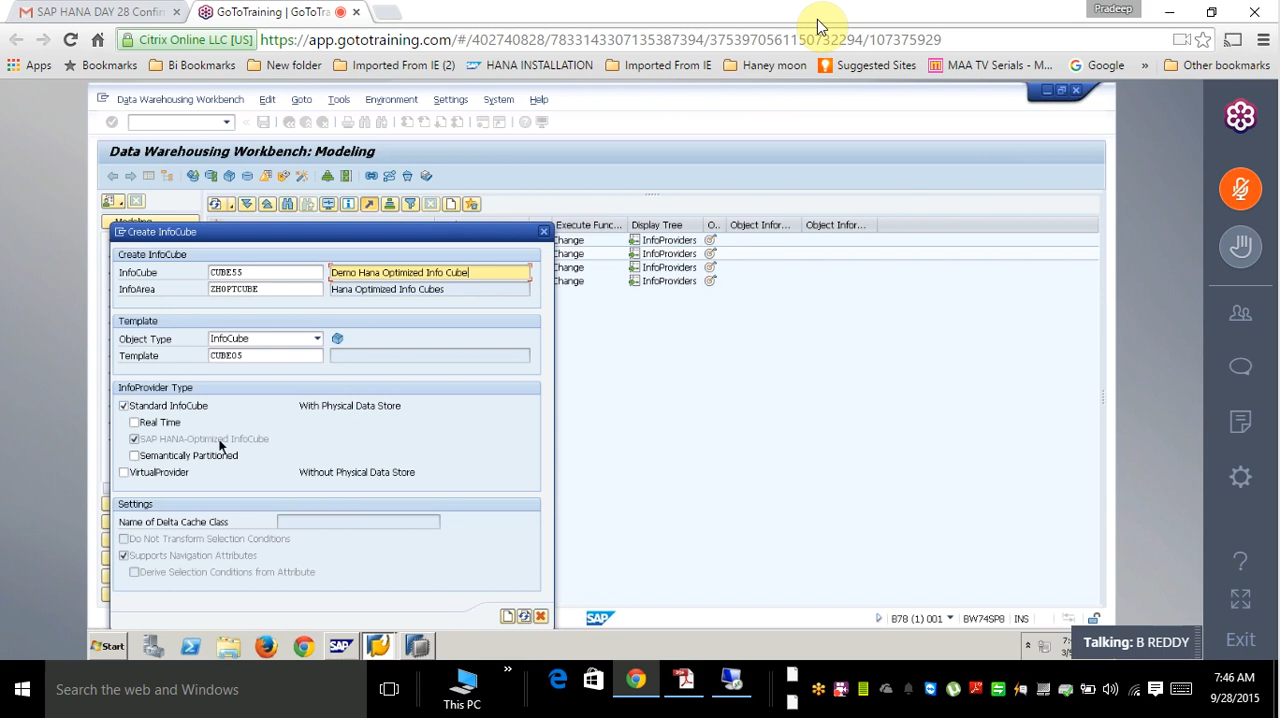 Pradeep
SAP HANA DAY 28 Confir
GoToTraining | GoToTra
Citrix Online LLC [US]
https://app.gototraining.com/#/402740828/7833143307135387394/3753970561150732294/107375929
Apps
Bookmarks
Bi Bookmarks
New folder
Imported From IE (2)
HANA INSTALLATION
Imported From IE
Haney moon
Suggested Sites
MAA TV Serials - M...
Google
»
Other bookmarks
Data Warehousing Workbench Edit Goto Tools Environment Settings System Help
Data Warehousing Workbench: Modeling
Modeling
Execute Func... Display Tree O.. Object Infor... Object Infor...
Change InfoProviders
Change InfoProviders
Change InfoProviders
Change InfoProviders
Create InfoCube
Create InfoCube
InfoCube CUBE55 Demo Hana Optimized Info Cube
InfoArea ZHOPTCUBE Hana Optimized Info Cubes
Template
Object Type InfoCube
Template CUBE05
InfoProvider Type
Standard InfoCube With Physical Data Store
Real Time
SAP HANA-Optimized InfoCube
Semantically Partitioned
VirtualProvider Without Physical Data Store
Settings
Name of Delta Cache Class
Do Not Transform Selection Conditions
Supports Navigation Attributes
Derive Selection Conditions from Attribute
SAP
B78 (1) 001 BW74SP8 INS
Start
SAP
Talking: B REDDY
Exit
Search the web and Windows
This PC
»
7:46 AM
9/28/2015